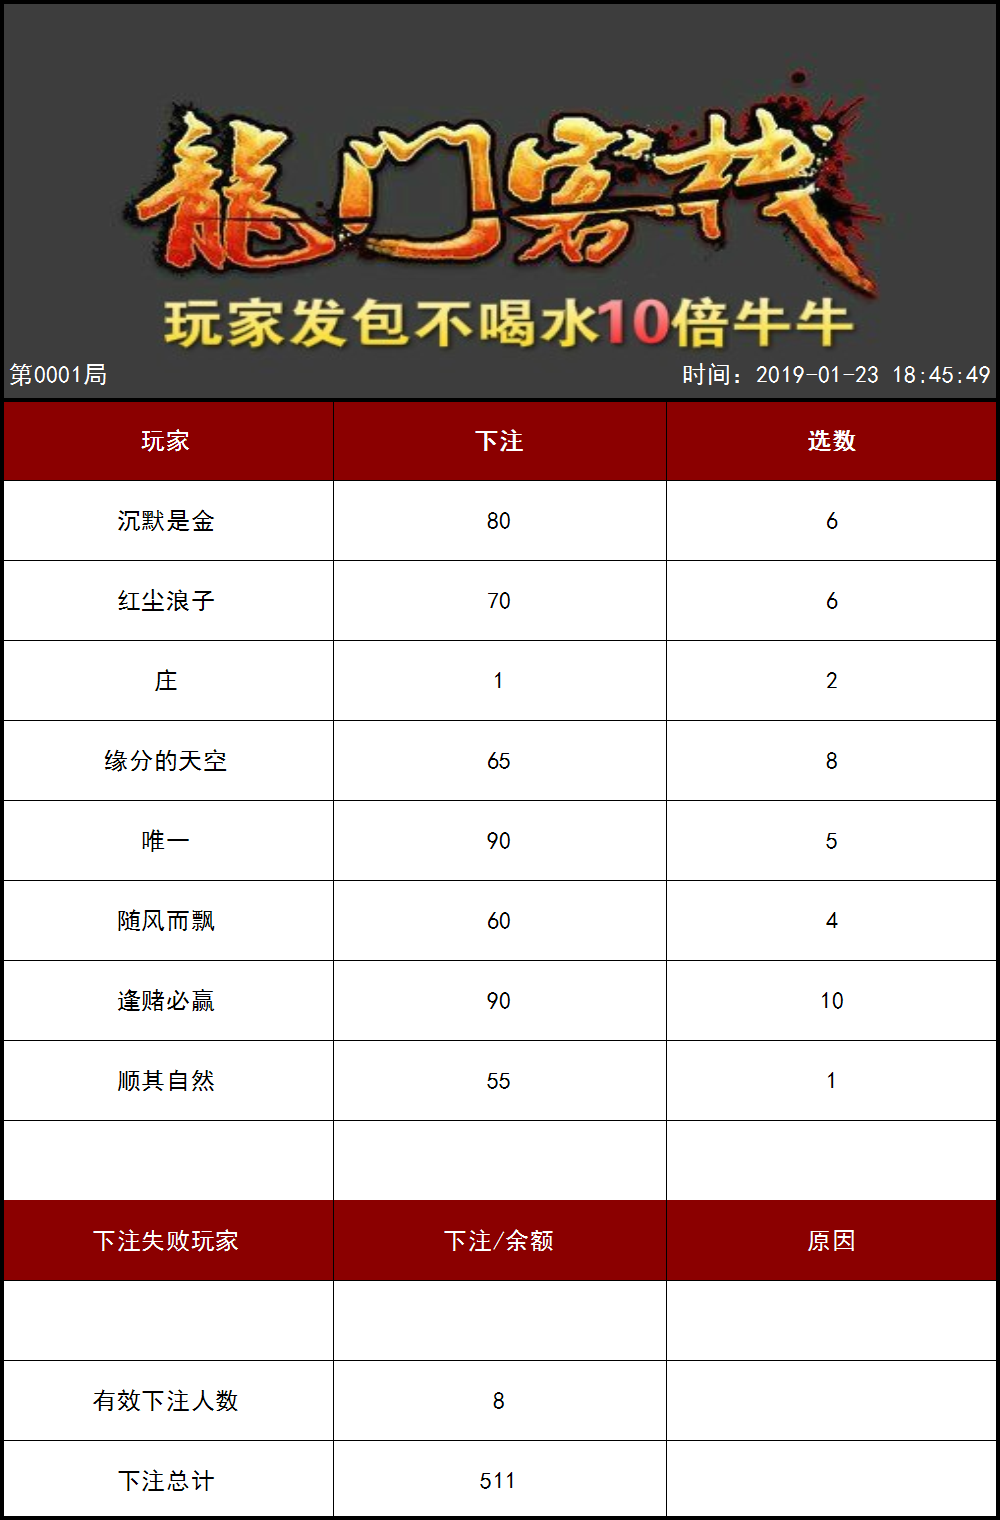 龍门客栈
玩家发包不喝水10倍牛牛
第0001局 时间：2019-01-23 18:45:49
玩家 下注 选数
沉默是金 80 6
红尘浪子 70 6
庄 1 2
缘分的天空 65 8
唯一 90 5
随风而飘 60 4
逢赌必赢 90 10
顺其自然 55 1
下注失败玩家 下注/余额 原因
有效下注人数 8
下注总计 511